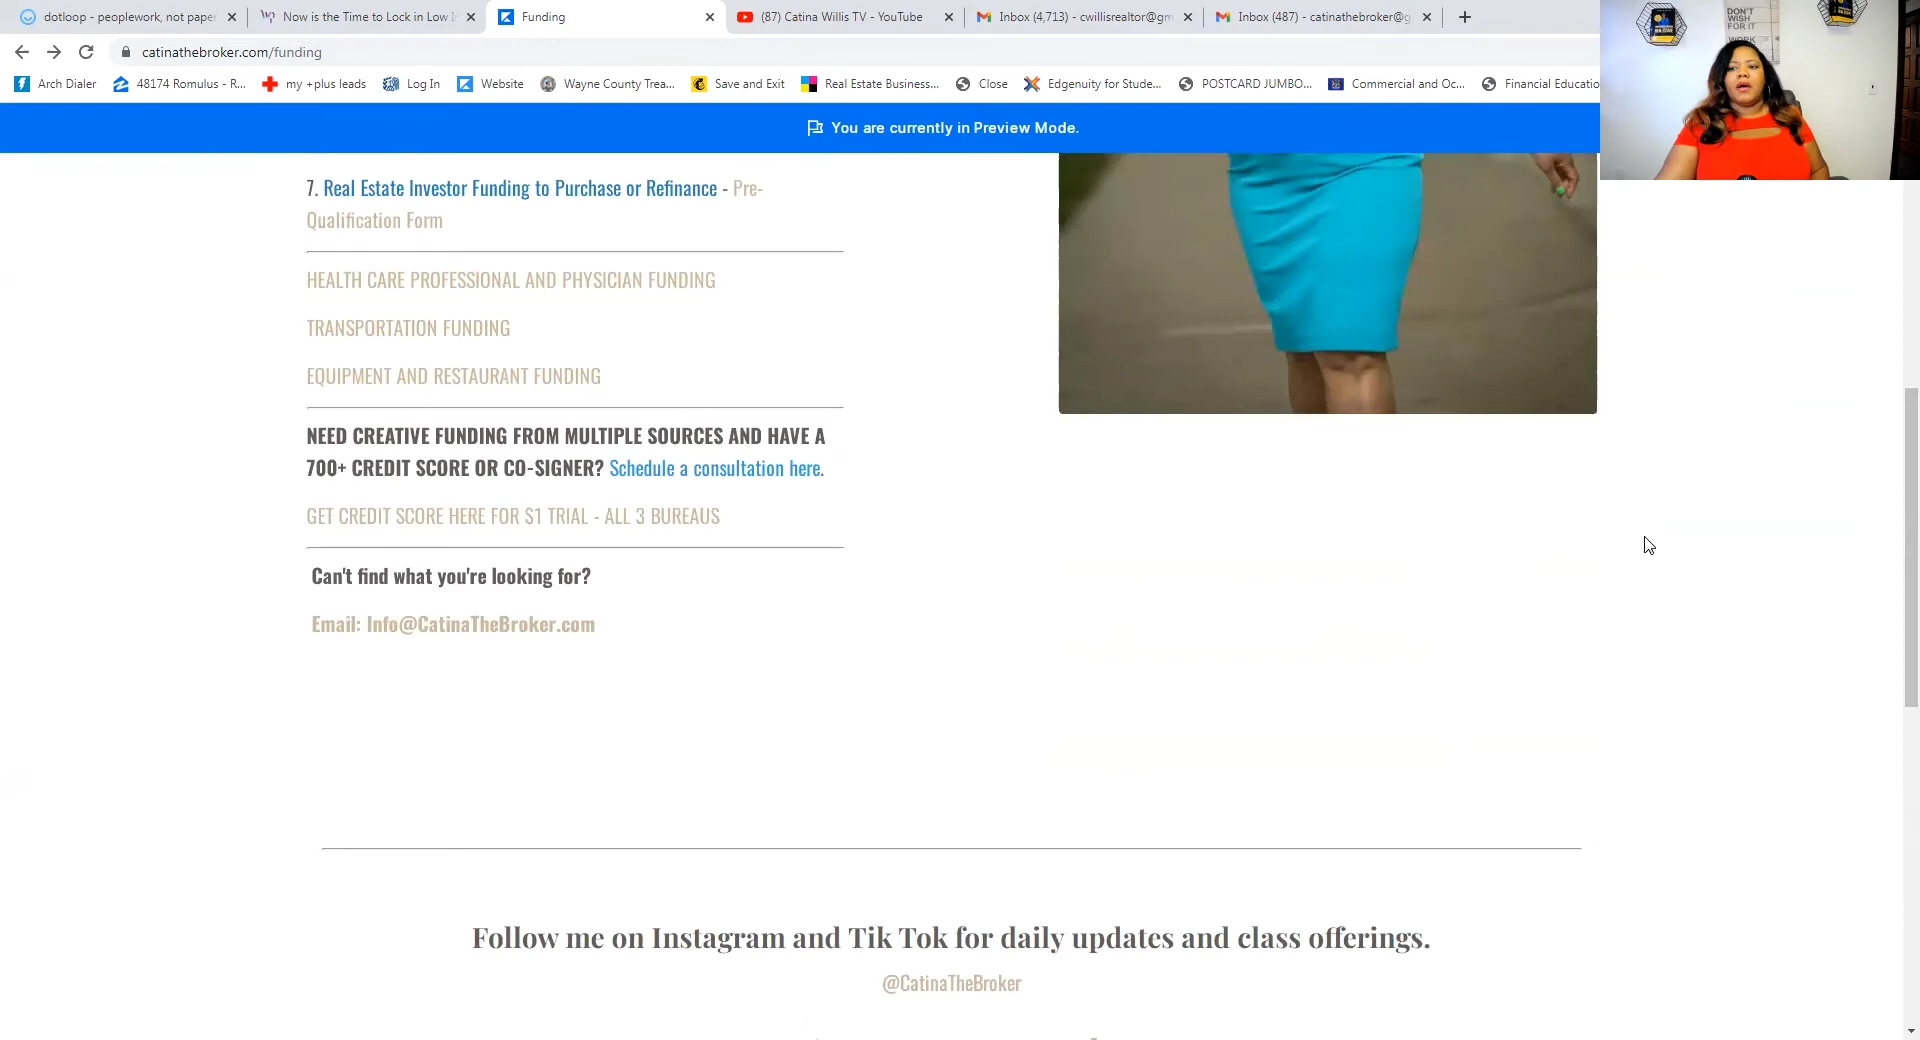 dotloop - peoplework, not paper
Now is the Time to Lock in Low I
Funding
(87) Catina Willis TV - YouTube
Inbox (4,713) - cwillisrealtor@gm
Inbox (487) - catinathebroker@g
catinathebroker.com/funding
Arch Dialer
48174 Romulus - R...
my +plus leads
Log In
Website
Wayne County Trea...
Save and Exit
Real Estate Business...
Close
Edgenuity for Stude...
POSTCARD JUMBO...
Commercial and Oc...
Financial Educatio
DON'T
WISH
FOR IT
WORK
You are currently in Preview Mode.
7. Real Estate Investor Funding to Purchase or Refinance - Pre-
Qualification Form
HEALTH CARE PROFESSIONAL AND PHYSICIAN FUNDING
TRANSPORTATION FUNDING
EQUIPMENT AND RESTAURANT FUNDING
NEED CREATIVE FUNDING FROM MULTIPLE SOURCES AND HAVE A
700+ CREDIT SCORE OR CO-SIGNER? Schedule a consultation here.
GET CREDIT SCORE HERE FOR $1 TRIAL - ALL 3 BUREAUS
Can't find what you're looking for?
Email: Info@CatinaTheBroker.com
Follow me on Instagram and Tik Tok for daily updates and class offerings.
@CatinaTheBroker